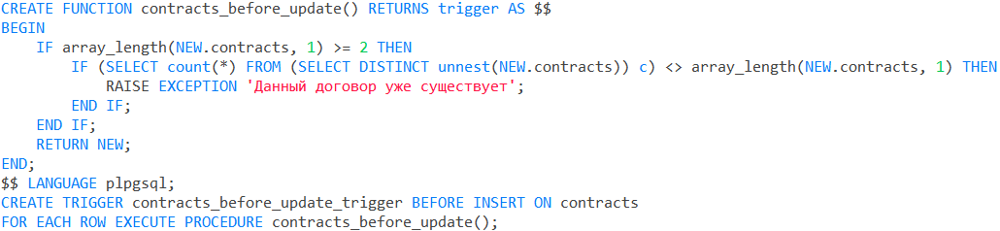 CREATE FUNCTION contracts_before_update() RETURNS trigger AS $$
BEGIN
    IF array_length(NEW.contracts, 1) >= 2 THEN
        IF (SELECT count(*) FROM (SELECT DISTINCT unnest(NEW.contracts)) c) <> array_length(NEW.contracts, 1) THEN
            RAISE EXCEPTION 'Данный договор уже существует';
        END IF;
    END IF;
    RETURN NEW;
END;
$$ LANGUAGE plpgsql;
CREATE TRIGGER contracts_before_update_trigger BEFORE INSERT ON contracts
FOR EACH ROW EXECUTE PROCEDURE contracts_before_update();